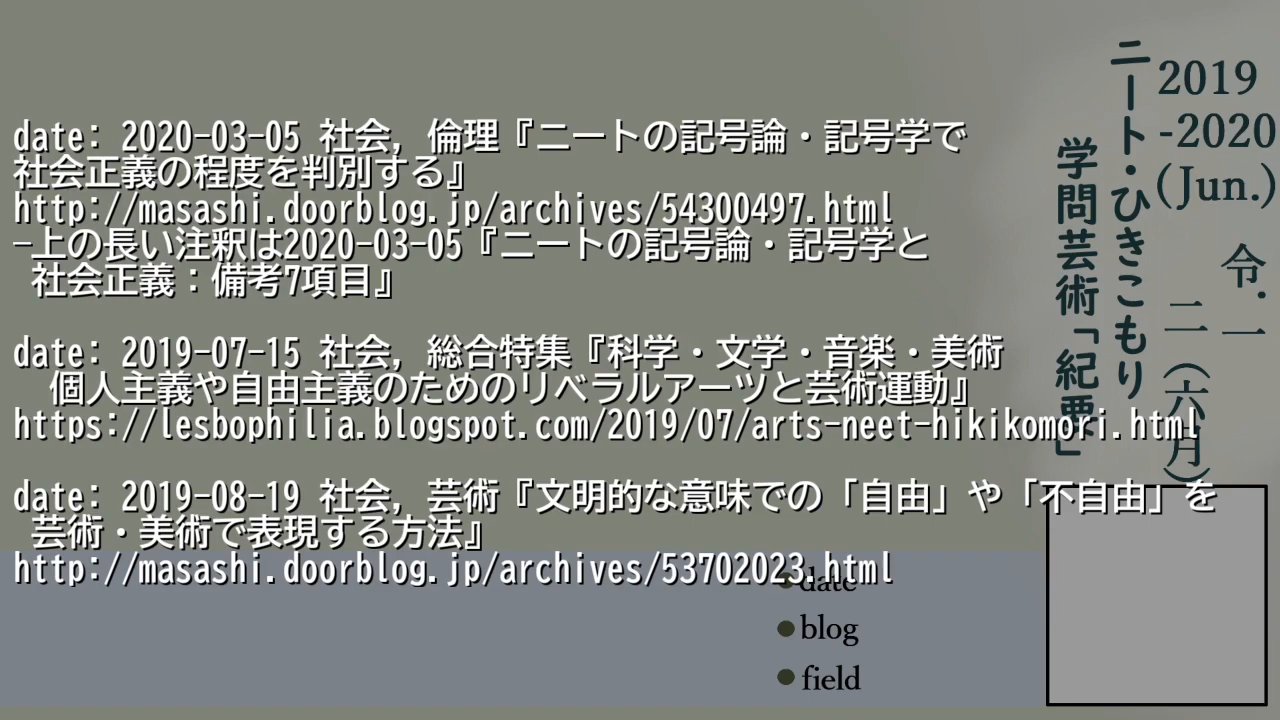 date: 2020-03-05 社会, 倫理『ニートの記号論・記号学で
社会正義の程度を判別する』
http://masashi.doorblog.jp/archives/54300497.html
-上の長い注釈は2020-03-05『ニートの記号論・記号学と
社会正義：備考7項目』
date: 2019-07-15 社会, 総合特集『科学・文学・音楽・美術
個人主義や自由主義のためのリベラルアーツと芸術運動』
https://lesbophilia.blogspot.com/2019/07/arts-neet-hikikomori.html
date: 2019-08-19 社会, 芸術『文明的な意味での「自由」や「不自由」を
芸術・美術で表現する方法』
http://masashi.doorblog.jp/archives/53702023.html
2019
-2020
(Jun.)
令・一
二（六月）
ニート・ひきこもり
学問芸術「紀要」
date
blog
field